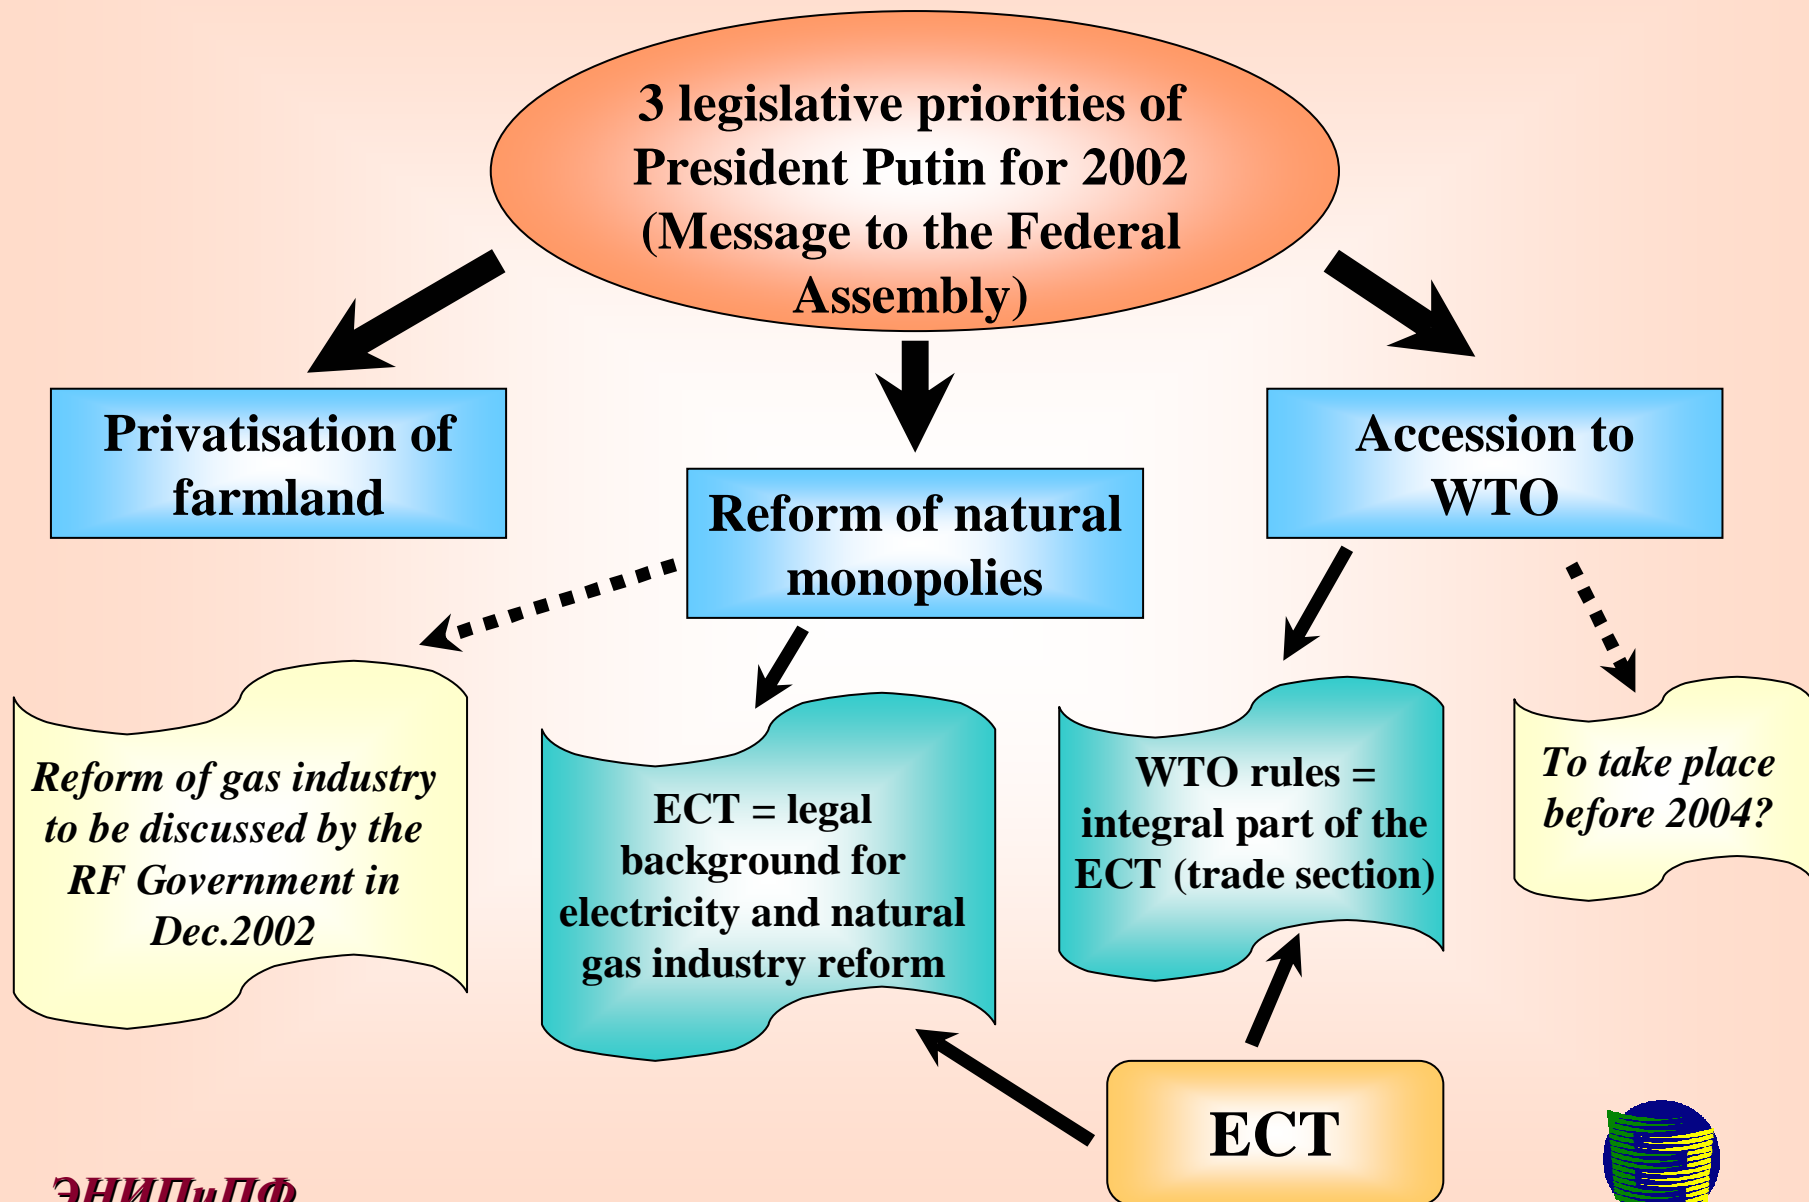 3 legislative priorities of
President Putin for 2002
(Message to the Federal
Assembly)
Privatisation of
farmland
Reform of natural
monopolies
Accession to
WTO
Reform of gas industry
to be discussed by the
RF Government in
Dec.2002
ECT = legal
background for
electricity and natural
gas industry reform
WTO rules =
integral part of the
ECT (trade section)
To take place
before 2004?
ECT
ЭНИПиПФ